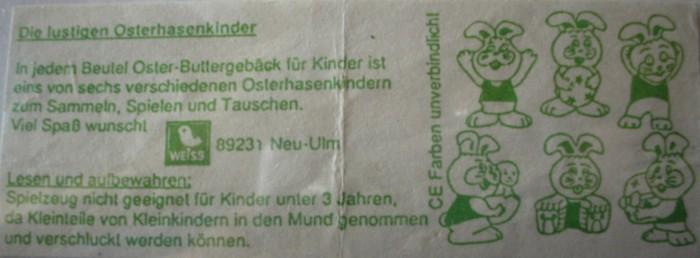 Die lustigen Osterhasenkinder
In jedem Beutel Oster-Buttergebäck für Kinder ist
eins von sechs verschiedenen Osterhasenkindern
zum Sammeln, Spielen und Tauschen.
Viel Spaß wünscht
WEISS
89231 Neu-Ulm
Lesen und aufbewahren:
Spielzeug nicht geeignet für Kinder unter 3 Jahren,
da Kleinteile von Kleinkindern in den Mund genommen
und verschluckt werden können.
CE Farben unverbindlich!